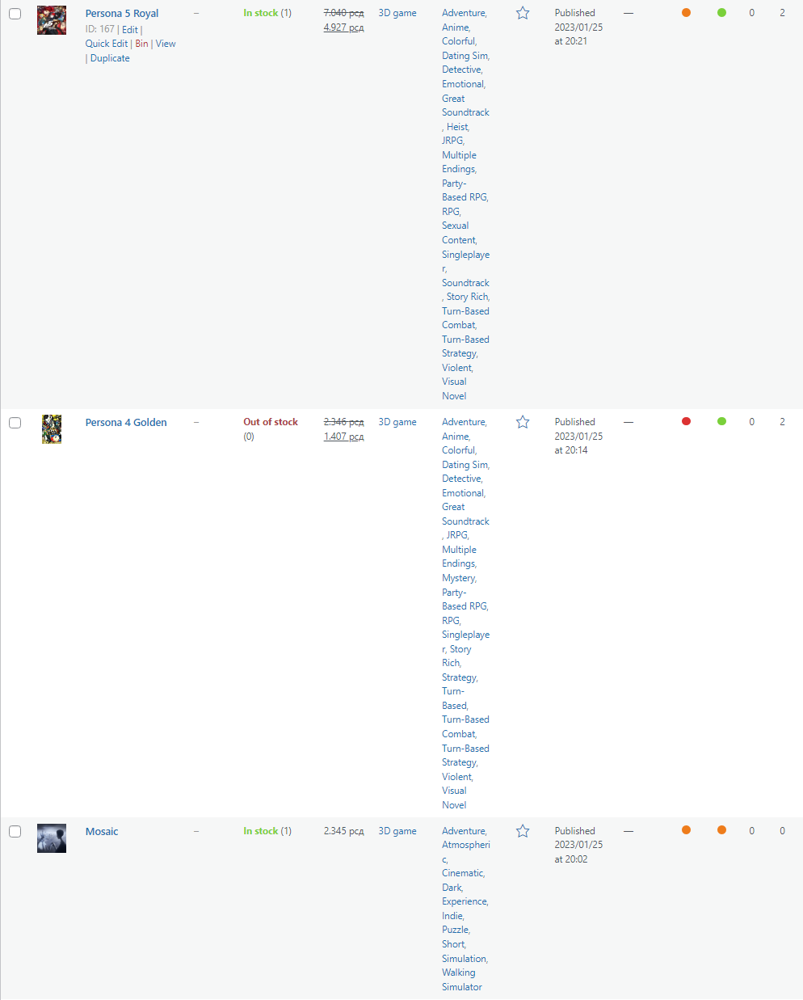 Persona 5 Royal
ID: 167 | Edit |
Quick Edit | Bin | View
| Duplicate
–
In stock (1)
7.040 рсд
4.927 рсд
3D game
Adventure,
Anime,
Colorful,
Dating Sim,
Detective,
Emotional,
Great
Soundtrack
, Heist,
JRPG,
Multiple
Endings,
Party-
Based RPG,
RPG,
Sexual
Content,
Singleplaye
r,
Soundtrack
, Story Rich,
Turn-Based
Combat,
Turn-Based
Strategy,
Violent,
Visual
Novel
Published
2023/01/25
at 20:21
—
0
2
Persona 4 Golden
–
Out of stock
(0)
2.346 рсд
1.407 рсд
3D game
Adventure,
Anime,
Colorful,
Dating Sim,
Detective,
Emotional,
Great
Soundtrack
, JRPG,
Multiple
Endings,
Mystery,
Party-
Based RPG,
RPG,
Singleplaye
r, Story
Rich,
Strategy,
Turn-
Based,
Turn-Based
Combat,
Turn-Based
Strategy,
Violent,
Visual
Novel
Published
2023/01/25
at 20:14
—
0
2
Mosaic
–
In stock (1)
2.345 рсд
3D game
Adventure,
Atmospheri
c,
Cinematic,
Dark,
Experience,
Indie,
Puzzle,
Short,
Simulation,
Walking
Simulator
Published
2023/01/25
at 20:02
—
0
0